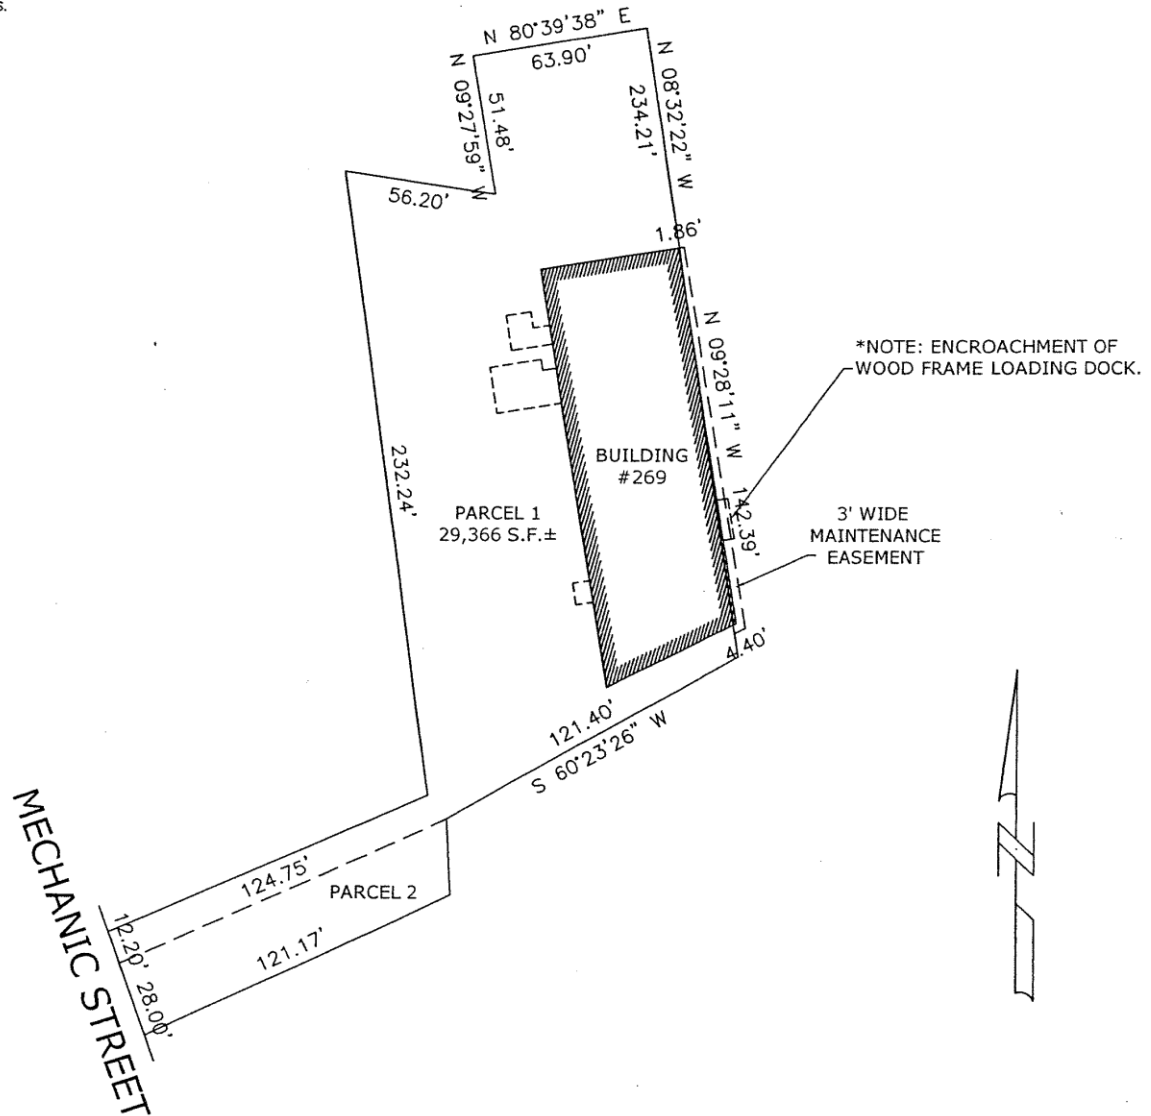 s.
N 80°39'38" E
63.90'
N 09°27'59" W
51.48'
N 08°32'22" W
234.21'
56.20'
1.86'
N 09°28'11" W
142.39'
*NOTE: ENCROACHMENT OF
WOOD FRAME LOADING DOCK.
232.24'
BUILDING
#269
PARCEL 1
29,366 S.F.±
3' WIDE
MAINTENANCE
EASEMENT
4.40'
121.40'
S 60°23'26" W
124.75'
PARCEL 2
121.17'
12.20'
28.00'
MECHANIC STREET
N